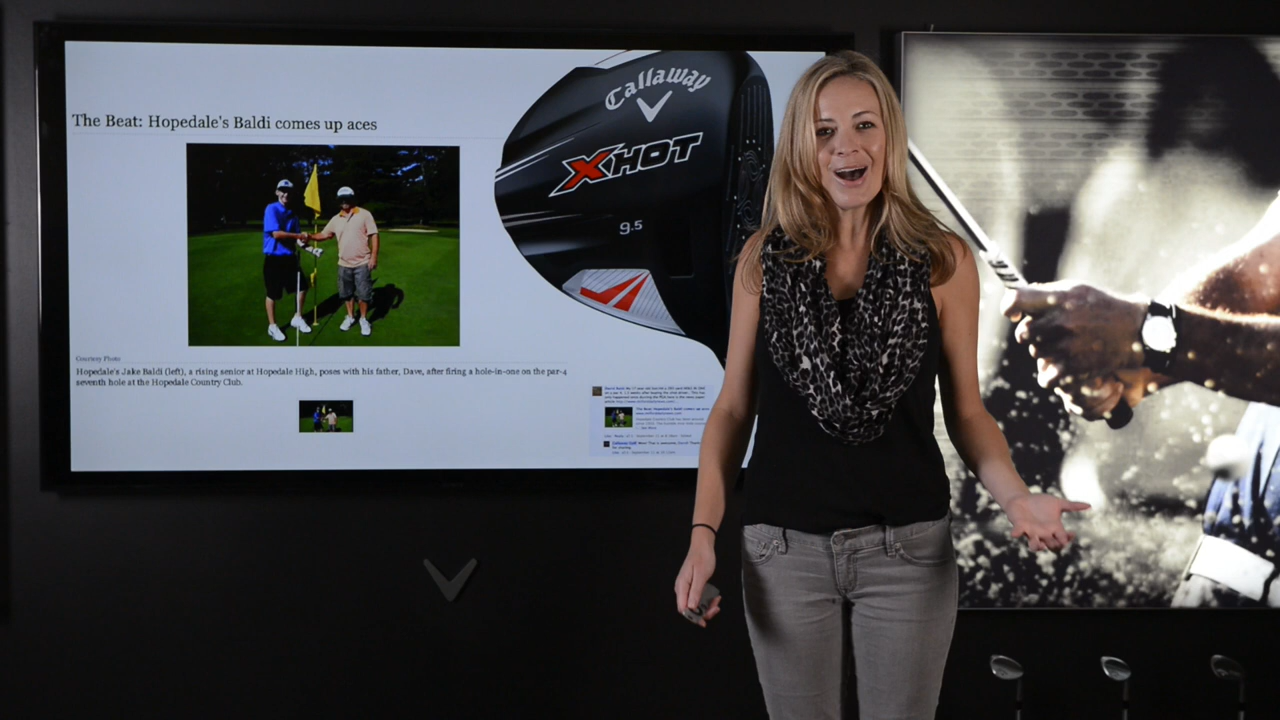 The Beat: Hopedale's Baldi comes up aces
Callaway
XHOT
9.5
Courtesy Photo
Hopedale's Jake Baldi (left), a rising senior at Hopedale High, poses with his father, Dave, after firing a hole-in-one on the par-4
seventh hole at the Hopedale Country Club.